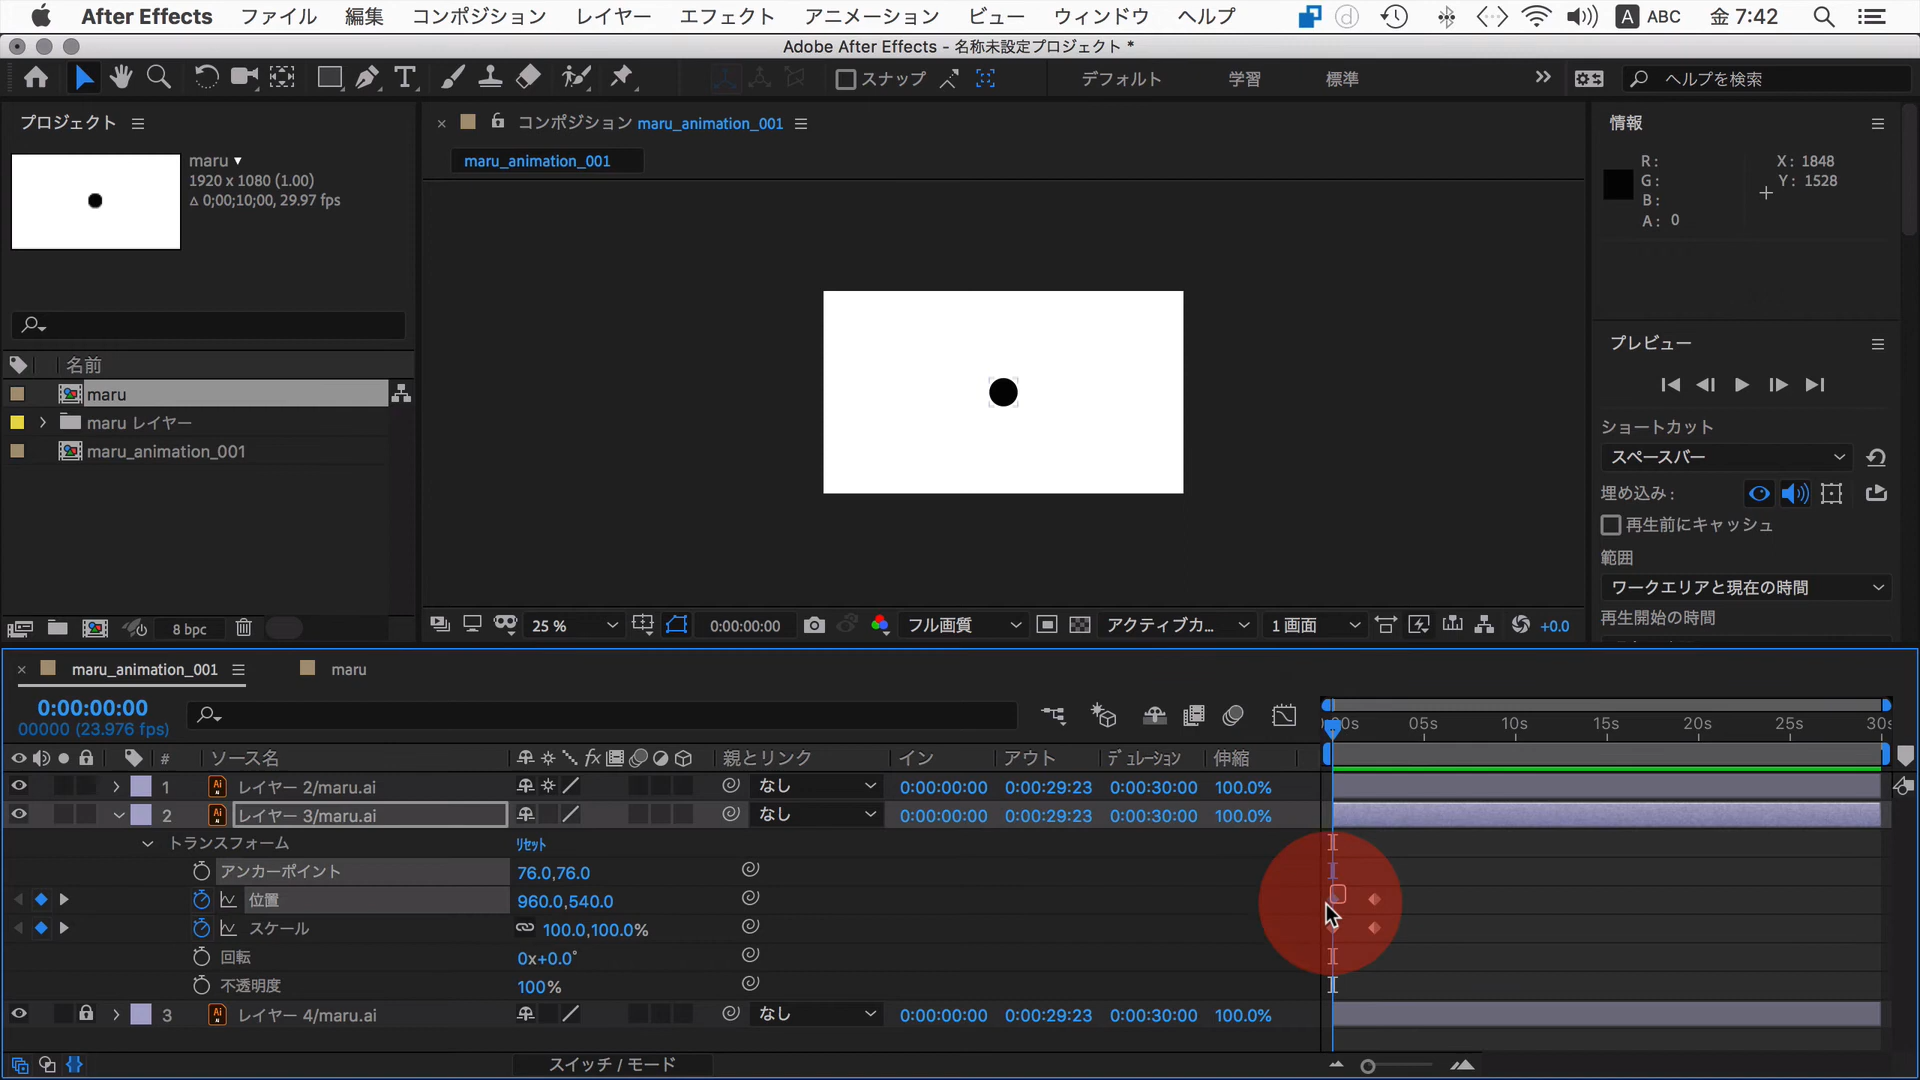 After Effects ファイル 編集 コンポジション レイヤー エフェクト アニメーション ビュー ウィンドウ ヘルプ A ABC 金 7:42
Adobe After Effects - 名称未設定プロジェクト *
スナップ デフォルト 学習 標準 ヘルプを検索
プロジェクト
maru
1920 x 1080 (1.00)
Δ 0;00;10;00, 29.97 fps
名前
maru
maru レイヤー
maru_animation_001
8 bpc
コンポジション maru_animation_001
maru_animation_001
25 % 0:00:00:00 フル画質 アクティブカ... 1 画面 +0.0
情報
R :
G :
B :
A : 0
X : 1848
Y : 1528
プレビュー
ショートカット
スペースバー
埋め込み :
再生前にキャッシュ
範囲
ワークエリアと現在の時間
再生開始の時間
maru_animation_001 maru
0:00:00:00
00000 (23.976 fps)
05s 10s 15s 20s 25s
# ソース名 fx 親とリンク イン アウト デュレーション 伸縮
1 Ai レイヤー 2/maru.ai なし 0:00:00:00 0:00:29:23 0:00:30:00 100.0%
2 Ai レイヤー 3/maru.ai なし 0:00:00:00 0:00:29:23 0:00:30:00 100.0%
トランスフォーム リセット
アンカーポイント 76.0,76.0
位置 960.0,540.0
スケール 100.0,100.0%
回転 0x+0.0°
不透明度 100%
3 Ai レイヤー 4/maru.ai なし 0:00:00:00 0:00:29:23 0:00:30:00 100.0%
スイッチ / モード